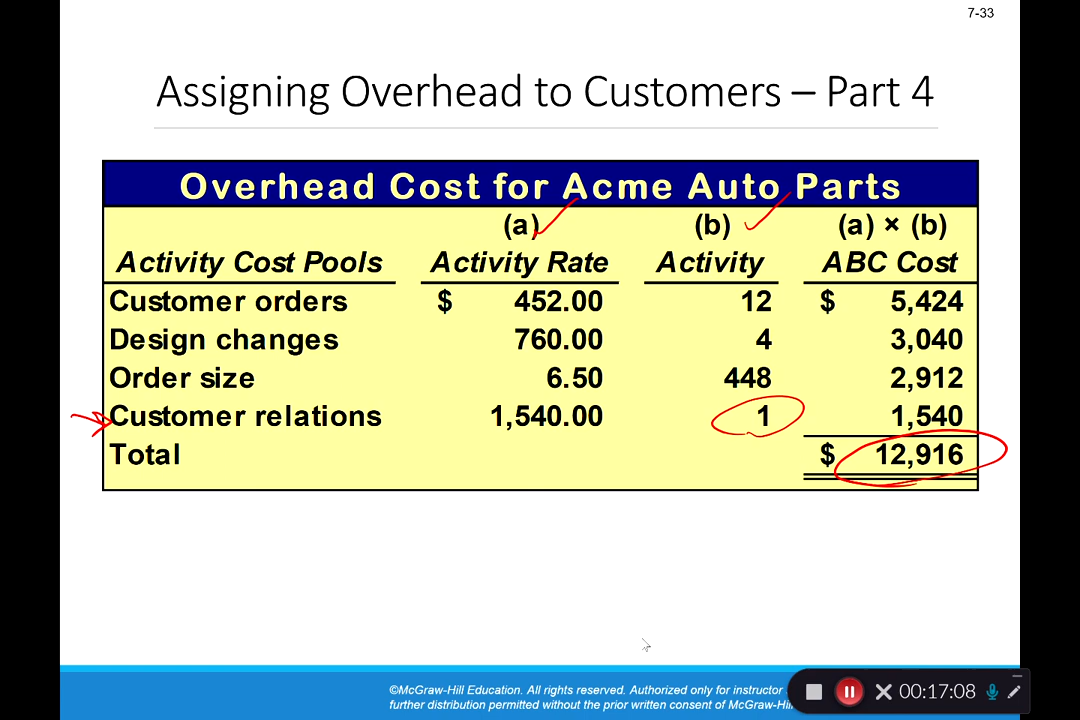 7-33
Assigning Overhead to Customers – Part 4
Overhead Cost for Acme Auto Parts
(a) (b) (a) × (b)
Activity Cost Pools Activity Rate Activity ABC Cost
Customer orders $ 452.00 12 $ 5,424
Design changes 760.00 4 3,040
Order size 6.50 448 2,912
Customer relations 1,540.00 1 1,540
Total $ 12,916
©McGraw-Hill Education. All rights reserved. Authorized only for instructor
further distribution permitted without the prior written consent of McGraw-Hil
00:17:08